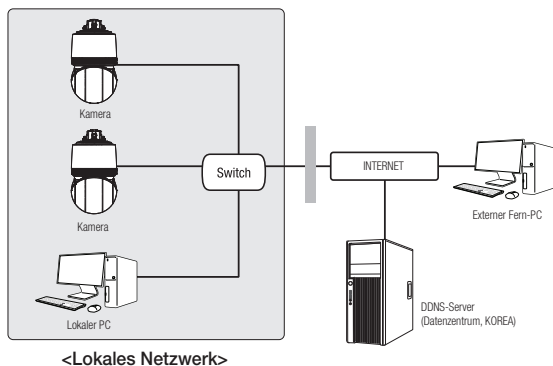 Kamera
Kamera
Switch
Lokaler PC
<Lokales Netzwerk>
INTERNET
Externer Fern-PC
DDNS-Server
(Datenzentrum, KOREA)